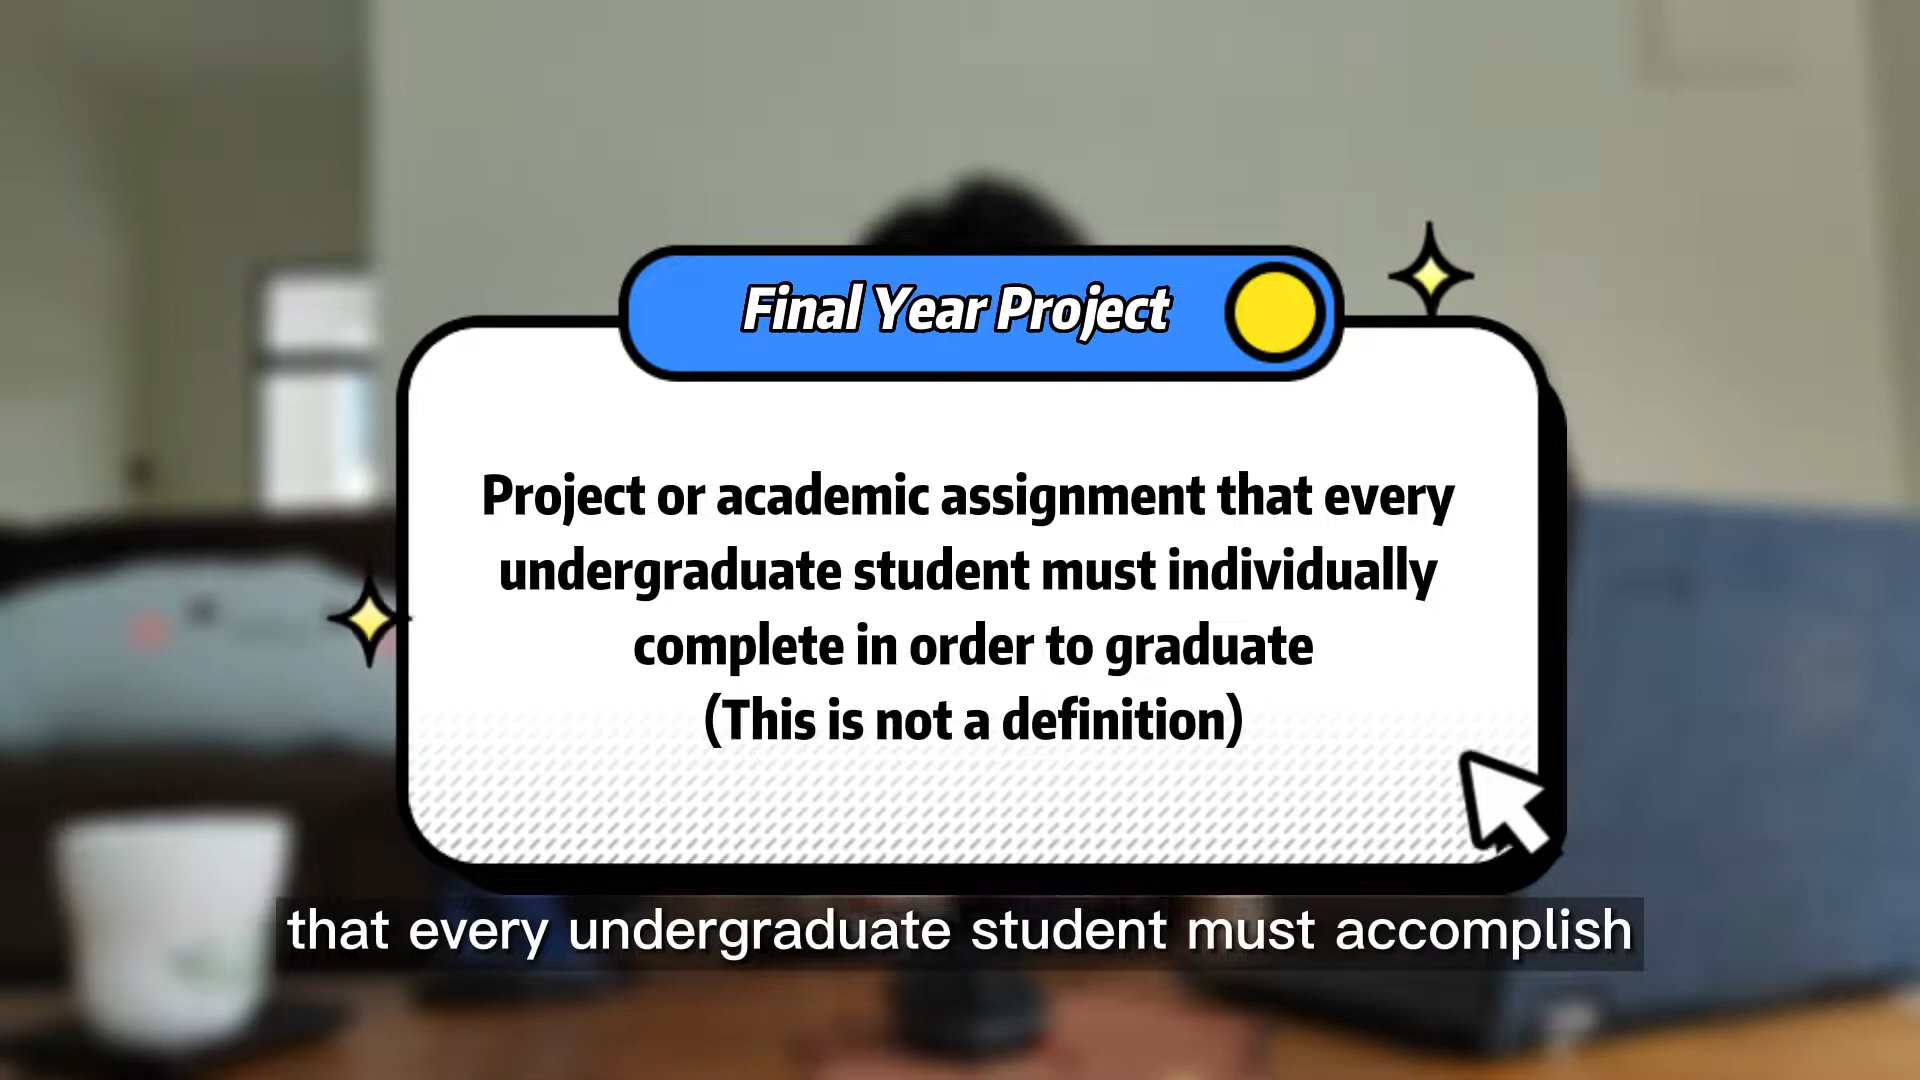 Final Year Project
Project or academic assignment that every
undergraduate student must individually
complete in order to graduate
(This is not a definition)
that every undergraduate student must accomplish